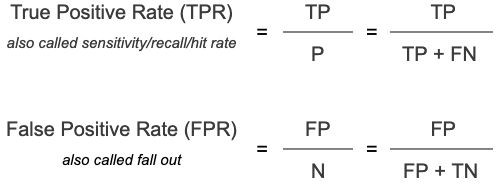 True Positive Rate (TPR) = TP / P = TP / TP + FN
also called sensitivity/recall/hit rate
False Positive Rate (FPR) = FP / N = FP / FP + TN
also called fall out